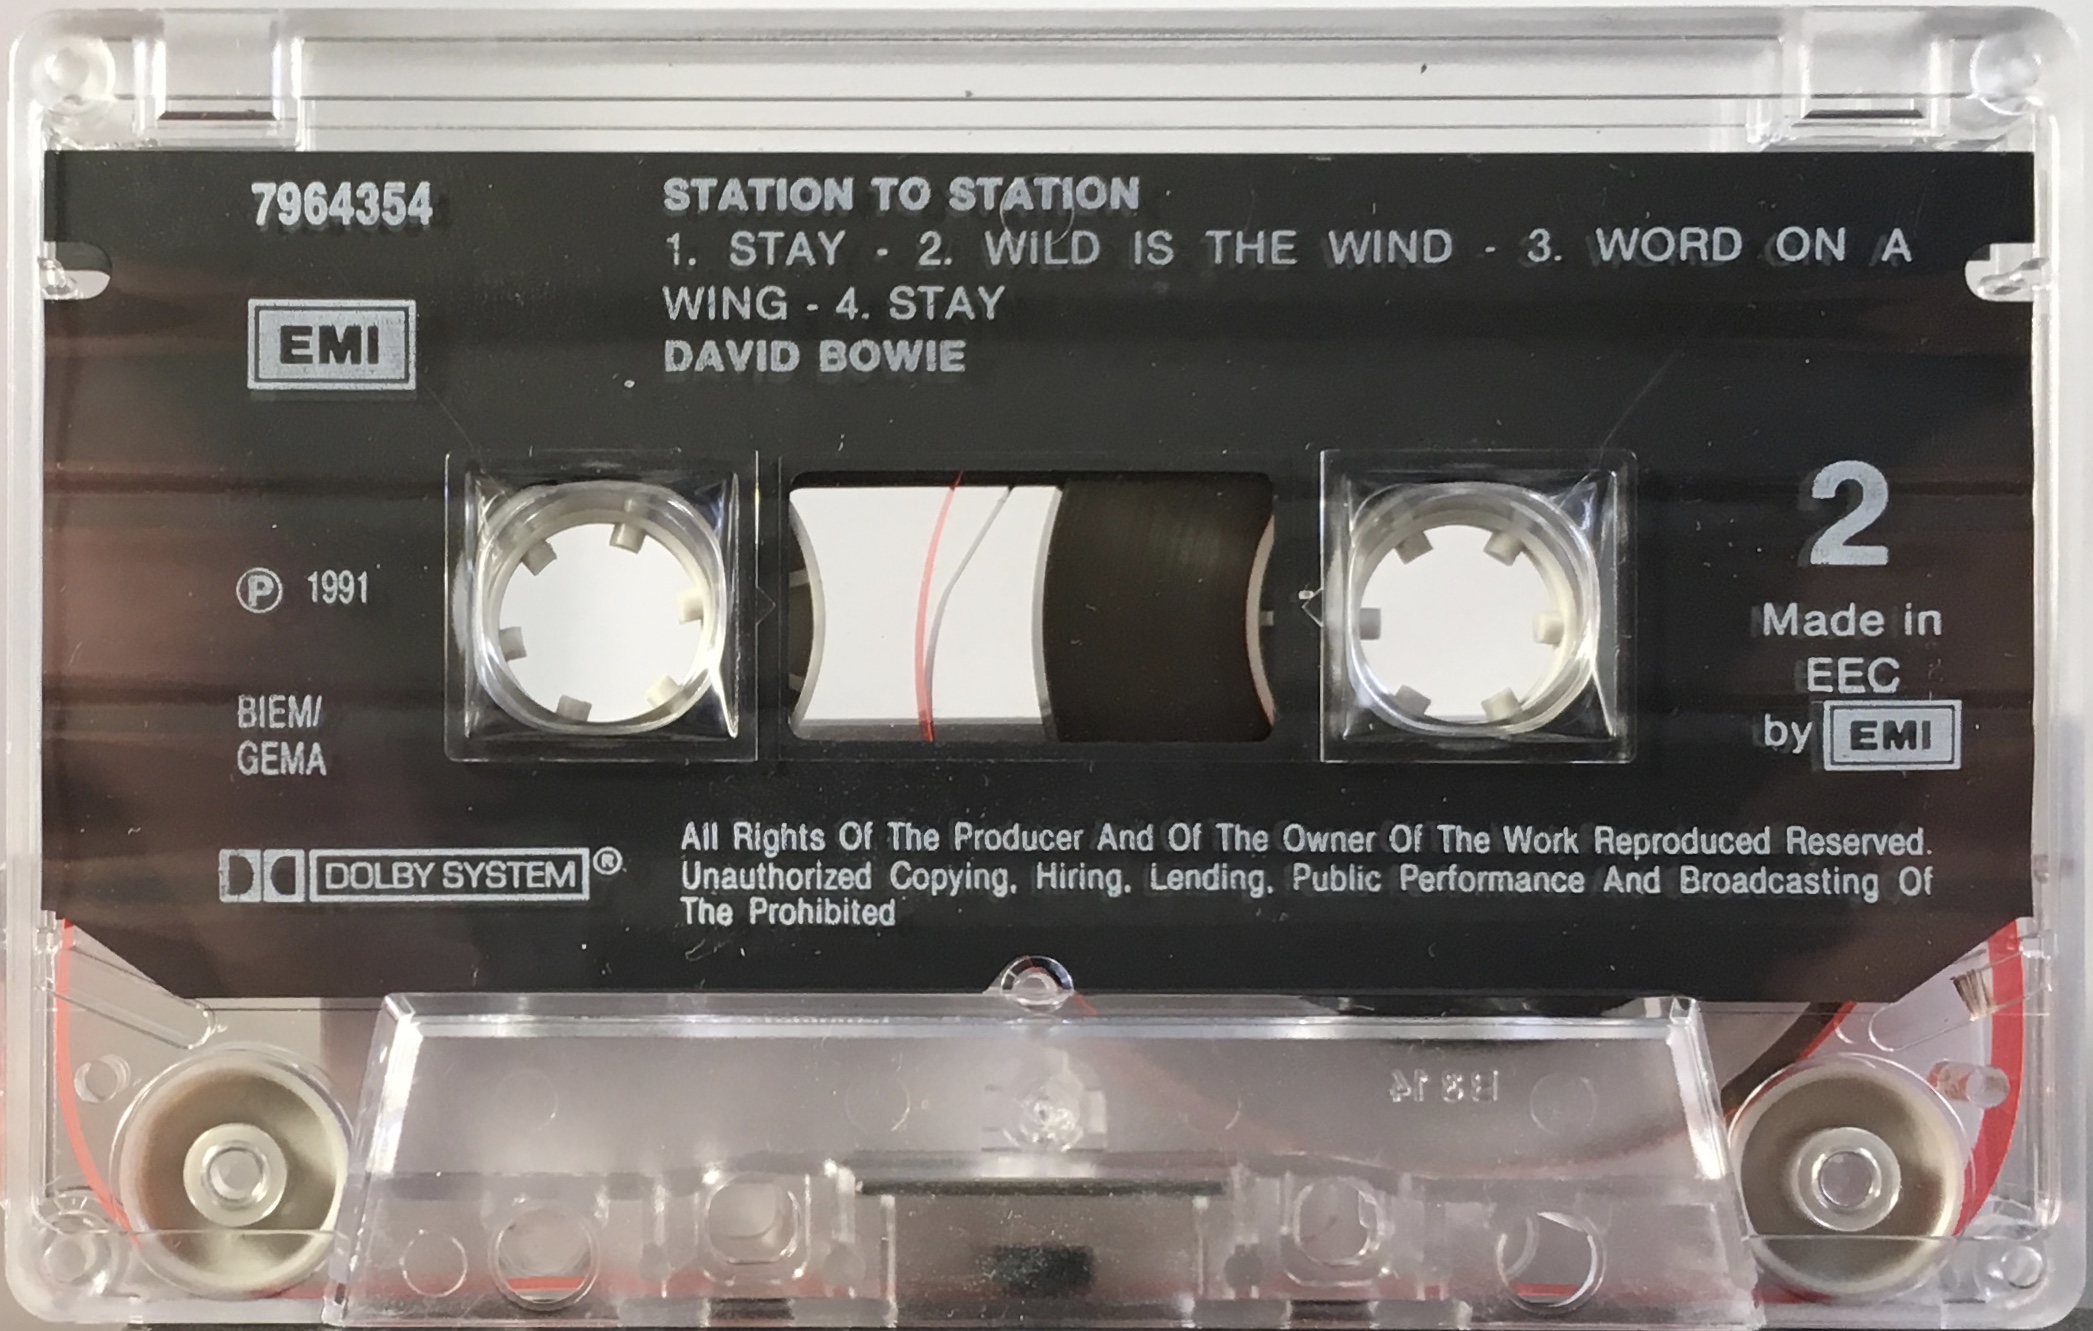 7964354
STATION TO STATION
1. STAY - 2. WILD IS THE WIND - 3. WORD ON A
WING - 4. STAY
DAVID BOWIE
EMI
2
Ⓟ 1991
Made in
EEC
by EMI
BIEM/
GEMA
DOLBY SYSTEM®
All Rights Of The Producer And Of The Owner Of The Work Reproduced Reserved.
Unauthorized Copying, Hiring, Lending, Public Performance And Broadcasting Of
The Prohibited